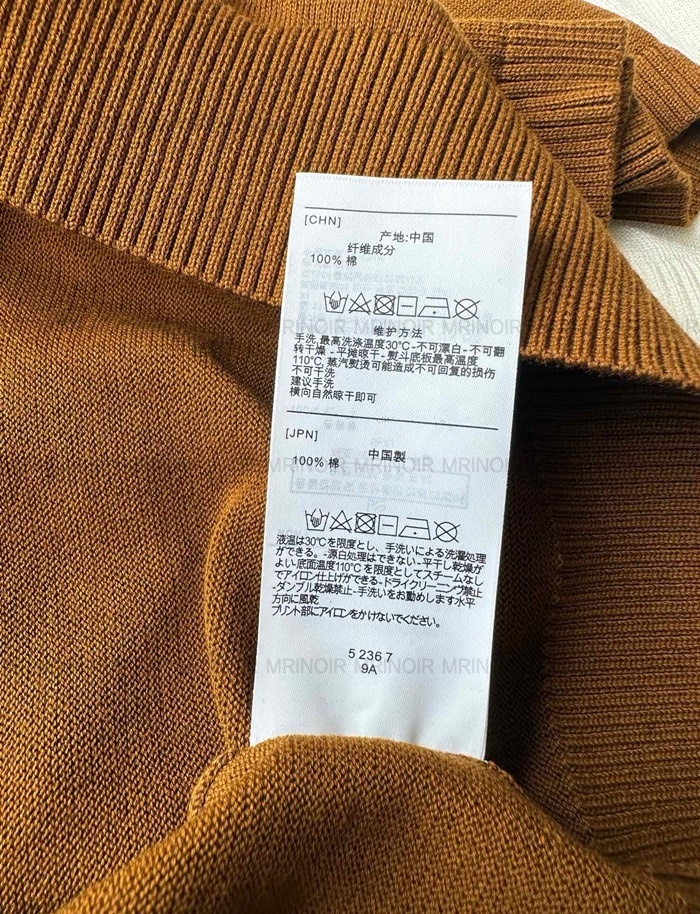 [CHN]
产地:中国
纤维成分
100% 棉
MRINOIR MRINOIR MRINOIR
维护方法
手洗,最高洗涤温度30°C-不可漂白-不可翻
转干燥 -平摊晾干-熨斗底板最高温度
110°C, 蒸汽熨烫可能造成不可回复的损伤
不可干洗
建议手洗
横向自然晾干即可
[JPN]
中国製
100% 棉
MRINOIR MRINOIR MRINOIR
液温は30℃を限度とし、手洗いによる洗濯処理
ができる。-漂白処理はできない-平干し乾燥が
よい-底面温度110℃を限度としてスチームなし
でアイロン仕上げができる-ドライクリーニング禁止
-ダンブル乾燥禁止-手洗いをお勧めします水平
方向に風乾
プリント部にアイロンをかけないでください。
5 236 7
MRINOIR MRINOIR MRINOIR
9A